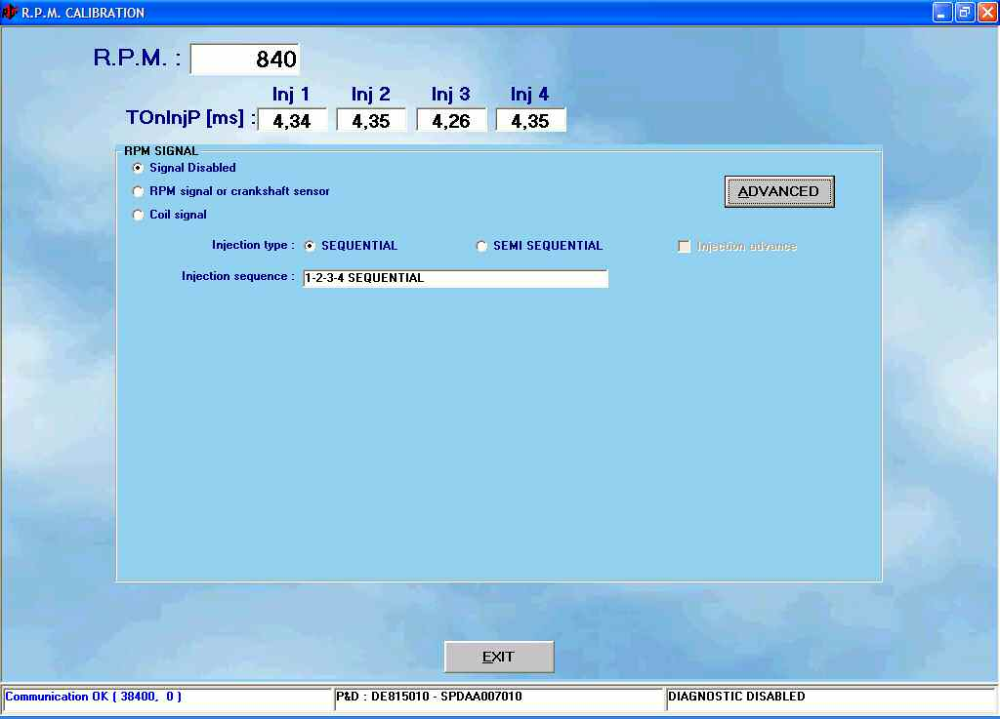 R.P.M. CALIBRATION
R.P.M. : 840
Inj 1 Inj 2 Inj 3 Inj 4
TOnInjP [ms] : 4,34 4,35 4,26 4,35
RPM SIGNAL
Signal Disabled
RPM signal or crankshaft sensor
ADVANCED
Coil signal
Injection type : SEQUENTIAL SEMI SEQUENTIAL Injection advance
Injection sequence : 1-2-3-4 SEQUENTIAL
EXIT
Communication OK ( 38400, 0 ) P&D : DE815010 - SPDAA007010 DIAGNOSTIC DISABLED